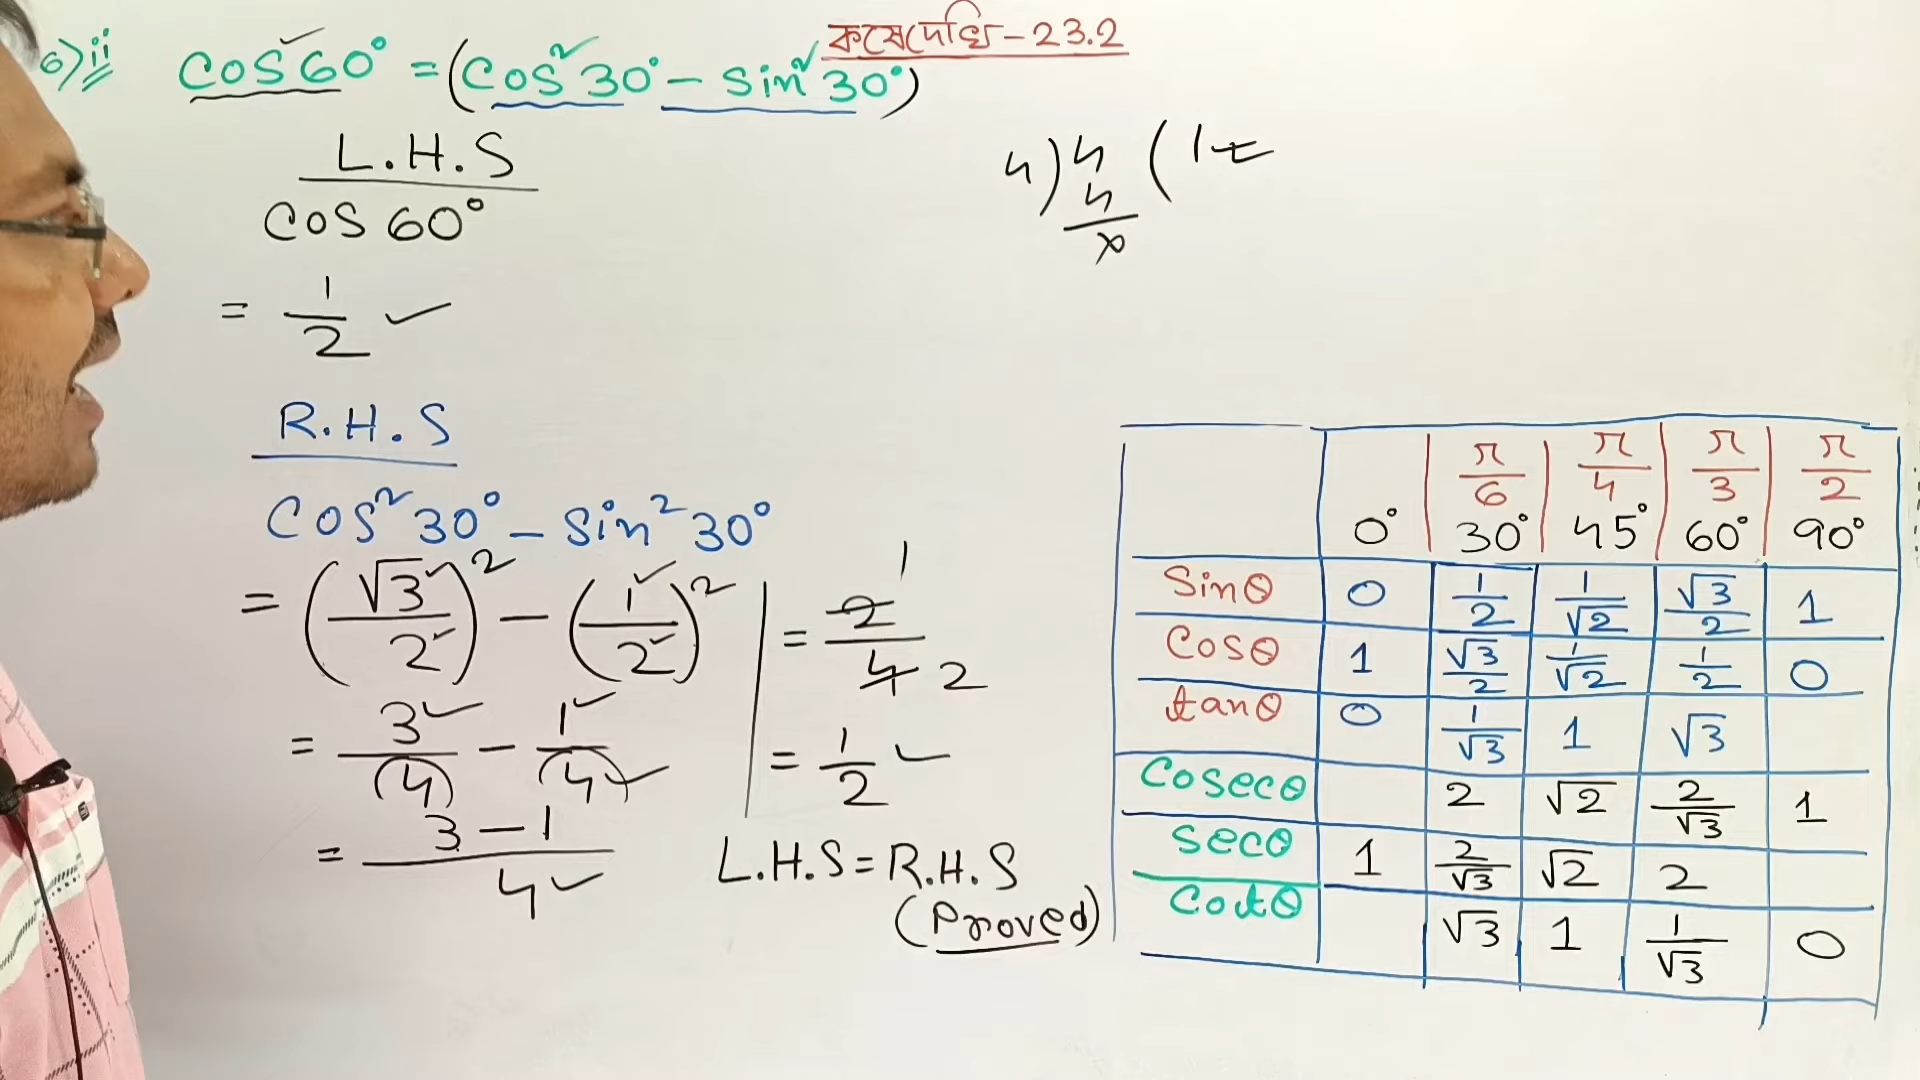 কষেদেখি-23.2
6)ii cos 60° = (cos²30° - sin²30°)
L.H.S
cos 60°
= 1/2 ✓
4)4(1
4
x
R.H.S
cos²30° - sin²30°
= (√3/2)² - (1/2)²
= 3/4 - 1/4
= 3-1/4
= 2/4 1 2
= 1/2 ✓
L.H.S = R.H.S
(Proved)
π/6 π/4 π/3 π/2
0° 30° 45° 60° 90°
Sinθ 0 1/2 1/√2 √3/2 1
Cosθ 1 √3/2 1/√2 1/2 0
tanθ 0 1/√3 1 √3
Cosecθ 2 √2 2/√3 1
Secθ 1 2/√3 √2 2
Cotθ √3 1 1/√3 0